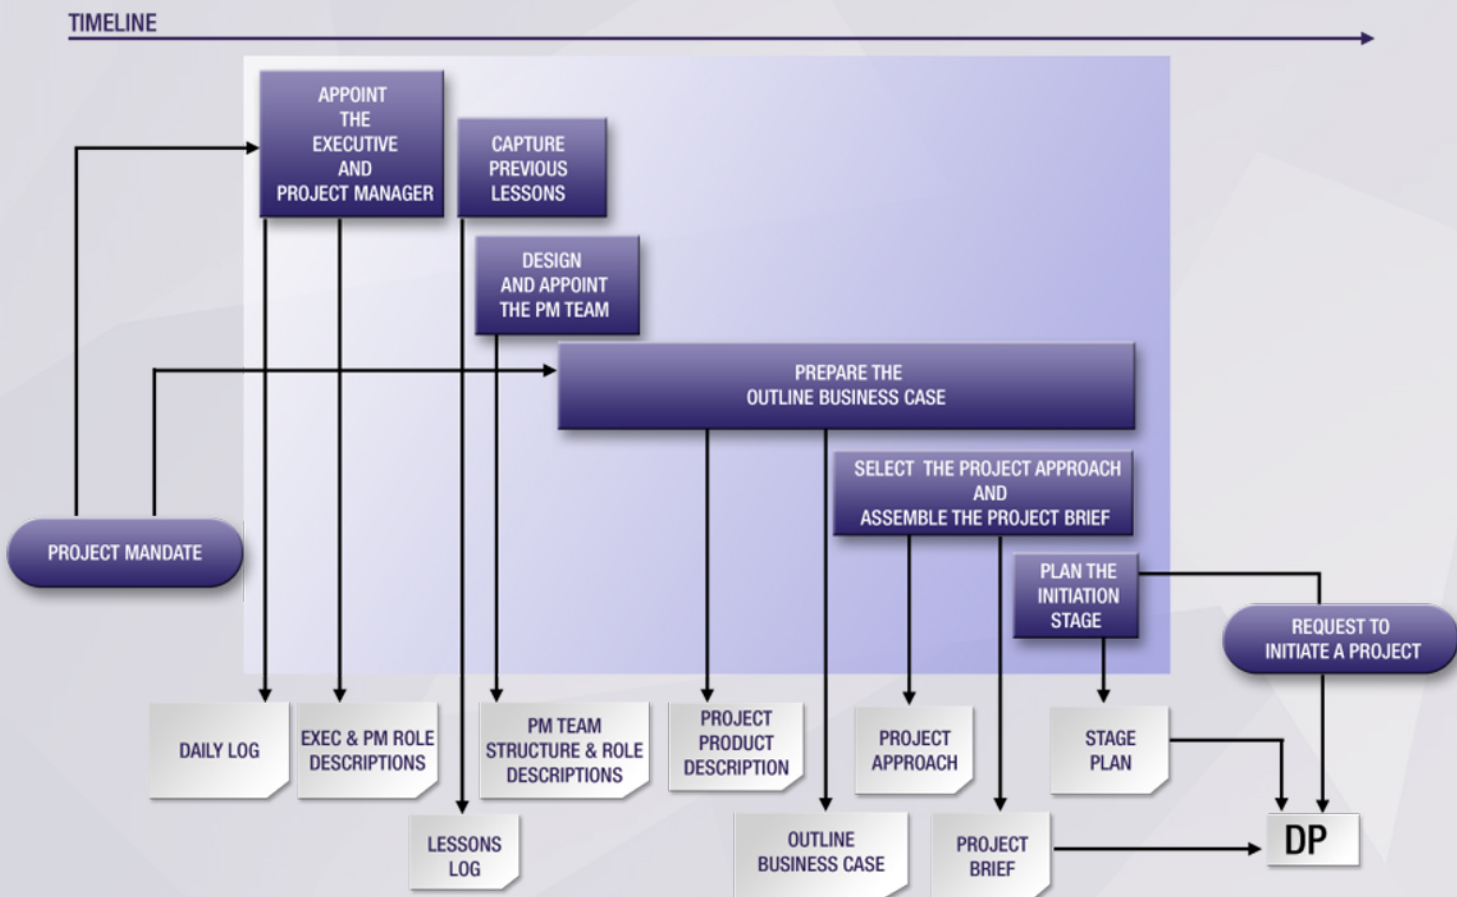 TIMELINE
APPOINT
THE
EXECUTIVE
AND
PROJECT MANAGER
CAPTURE
PREVIOUS
LESSONS
DESIGN
AND APPOINT
THE PM TEAM
PREPARE THE
OUTLINE BUSINESS CASE
SELECT THE PROJECT APPROACH
AND
ASSEMBLE THE PROJECT BRIEF
PROJECT MANDATE
PLAN THE
INITIATION
STAGE
REQUEST TO
INITIATE A PROJECT
DAILY LOG
EXEC & PM ROLE
DESCRIPTIONS
PM TEAM
STRUCTURE & ROLE
DESCRIPTIONS
PROJECT
PRODUCT
DESCRIPTION
PROJECT
APPROACH
STAGE
PLAN
LESSONS
LOG
OUTLINE
BUSINESS CASE
PROJECT
BRIEF
DP